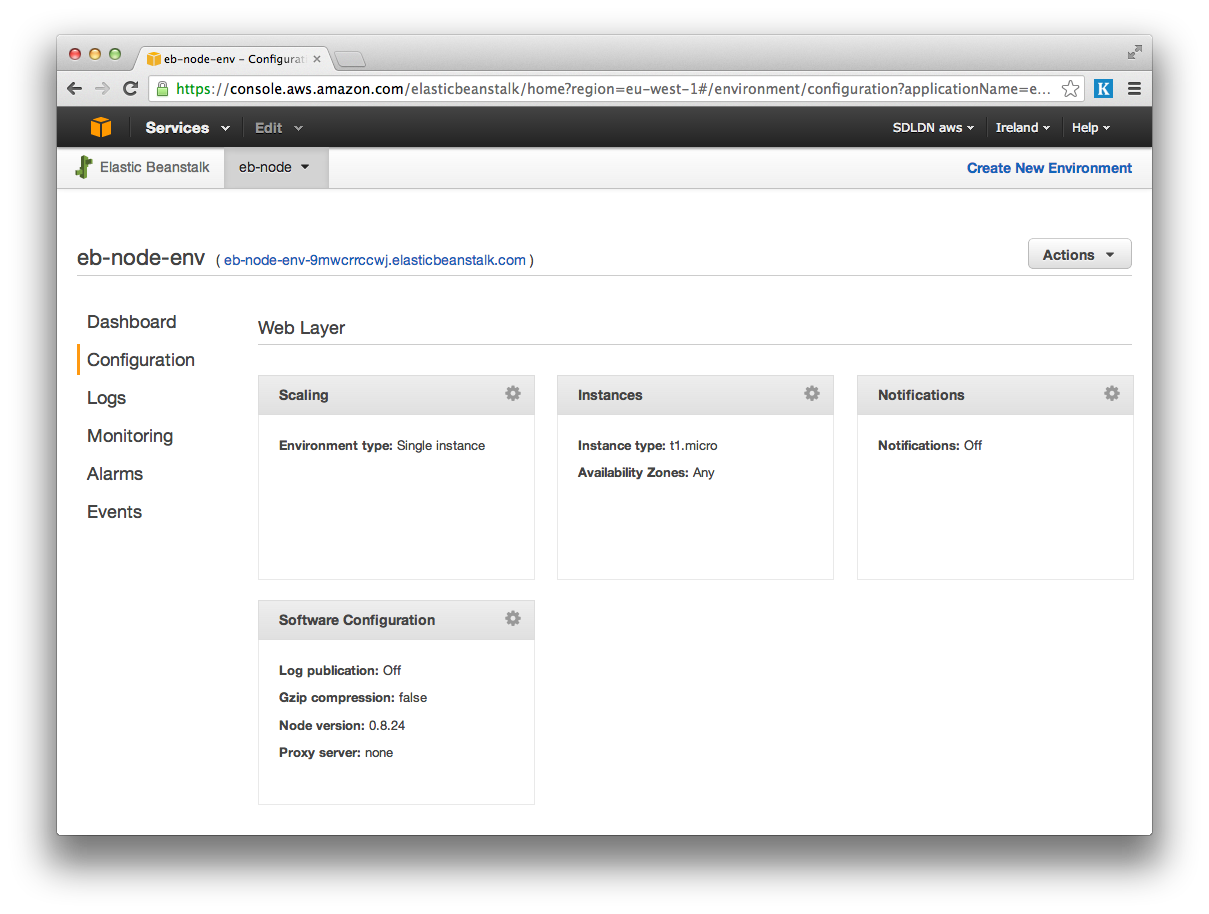 eb-node-env – Configurat
https://console.aws.amazon.com/elasticbeanstalk/home?region=eu-west-1#/environment/configuration?applicationName=e...
K
Services Edit SDLDN aws Ireland Help
Elastic Beanstalk eb-node Create New Environment
eb-node-env ( eb-node-env-9mwcrrccwj.elasticbeanstalk.com )
Actions
Dashboard
Configuration
Logs
Monitoring
Alarms
Events
Web Layer
Scaling
Environment type: Single instance
Instances
Instance type: t1.micro
Availability Zones: Any
Notifications
Notifications: Off
Software Configuration
Log publication: Off
Gzip compression: false
Node version: 0.8.24
Proxy server: none